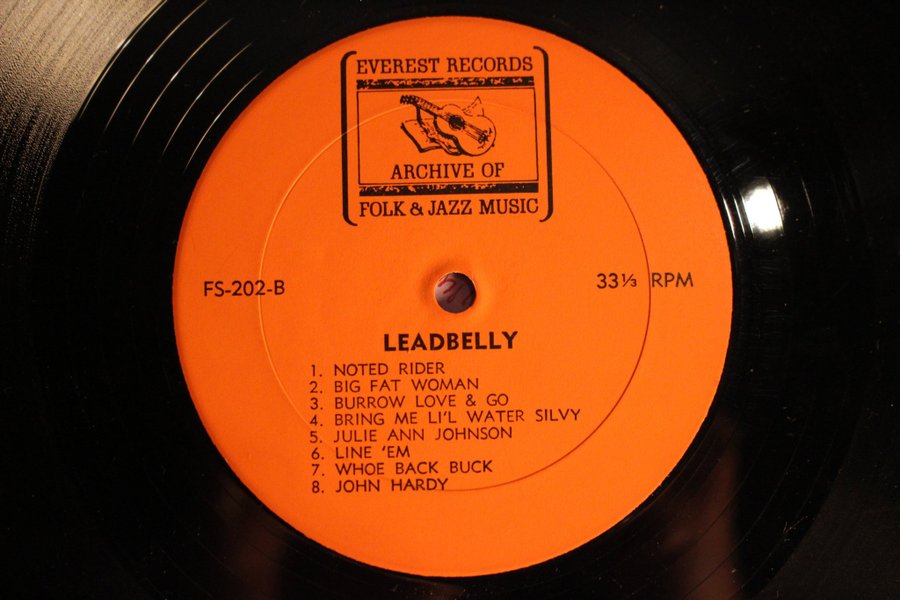 EVEREST RECORDS
ARCHIVE OF
FOLK & JAZZ MUSIC
FS-202-B
33⅓ RPM
LEADBELLY
1. NOTED RIDER
2. BIG FAT WOMAN
3. BURROW LOVE & GO
4. BRING ME LI'L WATER SILVY
5. JULIE ANN JOHNSON
6. LINE 'EM
7. WHOE BACK BUCK
8. JOHN HARDY